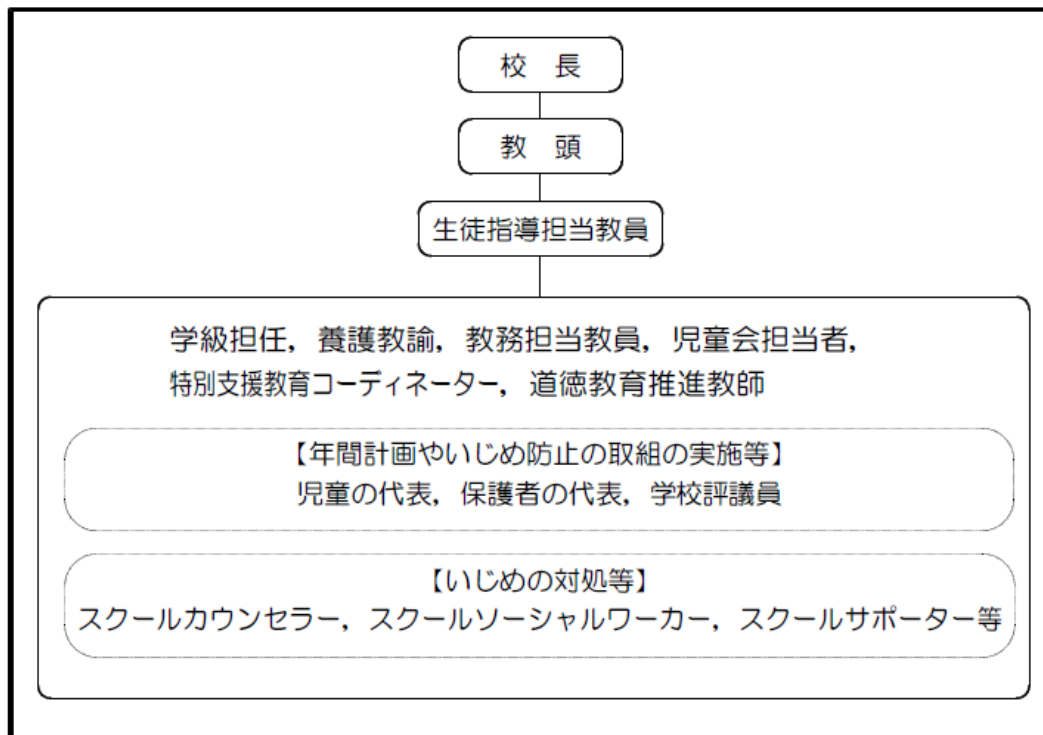 校　長
教　頭
生徒指導担当教員
学級担任，養護教諭，教務担当教員，児童会担当者，
特別支援教育コーディネーター，道徳教育推進教師
【年間計画やいじめ防止の取組の実施等】
児童の代表，保護者の代表，学校評議員
【いじめの対処等】
スクールカウンセラー，スクールソーシャルワーカー，スクールサポーター等